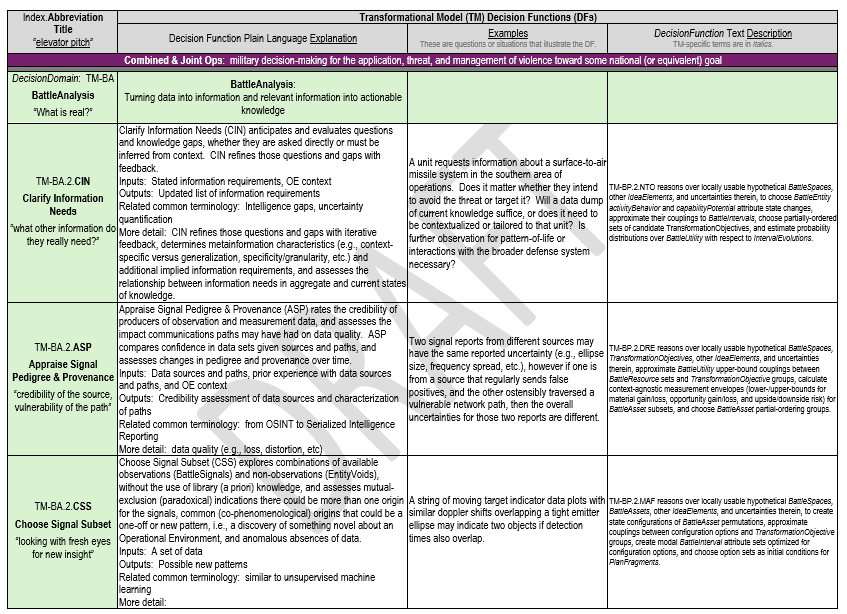 Index.Abbreviation
Title
"elevator pitch"
Transformational Model (TM) Decision Functions (DFs)
Decision Function Plain Language Explanation
Examples
These are questions or situations that illustrate the DF.
DecisionFunction Text Description
TM-specific terms are in italics.
Combined & Joint Ops: military decision-making for the application, threat, and management of violence toward some national (or equivalent) goal
DecisionDomain: TM-BA
BattleAnalysis
"What is real?"
BattleAnalysis:
Turning data into information and relevant information into actionable
knowledge
TM-BA.2.CIN
Clarify Information
Needs
"what other information do
they really need?"
Clarify Information Needs (CIN) anticipates and evaluates questions
and knowledge gaps, whether they are asked directly or must be
inferred from context. CIN refines those questions and gaps with
feedback.
Inputs: Stated information requirements, OE context
Outputs: Updated list of information requirements
Related common terminology: Intelligence gaps, uncertainty
quantification
More detail: CIN refines those questions and gaps with iterative
feedback, determines metainformation characteristics (e.g., context-
specific versus generalization, specificity/granularity, etc.) and
additional implied information requirements, and assesses the
relationship between information needs in aggregate and current states
of knowledge.
A unit requests information about a surface-to-air
missile system in the southern area of
operations. Does it matter whether they intend
to avoid the threat or target it? Will a data dump
of current knowledge suffice, or does it need to
be contextualized or tailored to that unit? Is
further observation for pattern-of-life or
interactions with the broader defense system
necessary?
TM-BP.2.NTO reasons over locally usable hypothetical BattleSpaces,
other IdeaElements, and uncertainties therein, to choose BattleEntity
activityBehavior and capabilityPotential attribute state changes,
approximate their couplings to BattleIntervals, choose partially-ordered
sets of candidate TransformationObjectives, and estimate probability
distributions over BattleUtility with respect to IntervalEvolutions.
TM-BA.2.ASP
Appraise Signal
Pedigree & Provenance
"credibility of the source,
vulnerability of the path"
Appraise Signal Pedigree & Provenance (ASP) rates the credibility of
producers of observation and measurement data, and assesses the
impact communications paths may have had on data quality. ASP
compares confidence in data sets given sources and paths, and
assesses changes in pedigree and provenance over time.
Inputs: Data sources and paths, prior experience with data sources
and paths, and OE context
Outputs: Credibility assessment of data sources and characterization
of paths
Related common terminology: from OSINT to Serialized Intelligence
Reporting
More detail: data quality (e.g., loss, distortion, etc)
Two signal reports from different sources may
have the same reported uncertainty (e.g., ellipse
size, frequency spread, etc.), however if one is
from a source that regularly sends false
positives, and the other ostensibly traversed a
vulnerable network path, then the overall
uncertainties for those two reports are different.
TM-BP.2.DRE reasons over locally usable hypothetical BattleSpaces,
TransformationObjectives, other IdeaElements, and uncertainties
therein, approximate BattleUtility upper-bound couplings between
BattleResource sets and TransformationObjective groups, calculate
context-agnostic measurement envelopes (lower-/upper-bounds for
material gain/loss, opportunity gain/loss, and upside/downside risk) for
BattleAsset subsets, and choose BattleAsset partial-ordering groups.
TM-BA.2.CSS
Choose Signal Subset
"looking with fresh eyes
for new insight"
Choose Signal Subset (CSS) explores combinations of available
observations (BattleSignals) and non-observations (EntityVoids),
without the use of library (a priori) knowledge, and assesses mutual-
exclusion (paradoxical) indications there could be more than one origin
for the signals, common (co-phenomenological) origins that could be a
one-off or new pattern, i.e., a discovery of something novel about an
Operational Environment, and anomalous absences of data.
Inputs: A set of data
Outputs: Possible new patterns
Related common terminology: similar to unsupervised machine
learning
More detail:
A string of moving target indicator data plots with
similar doppler shifts overlapping a tight emitter
ellipse may indicate two objects if detection
times also overlap.
TM-BP.2.MAF reasons over locally usable hypothetical BattleSpaces,
BattleAssets, other IdeaElements, and uncertainties therein, to create
state configurations of BattleAsset permutations, approximate
couplings between configuration options and TransformationObjective
groups, create modal BattleInterval attribute sets optimized for
configuration options, and choose option sets as initial conditions for
PlanFragments.
DRAFT